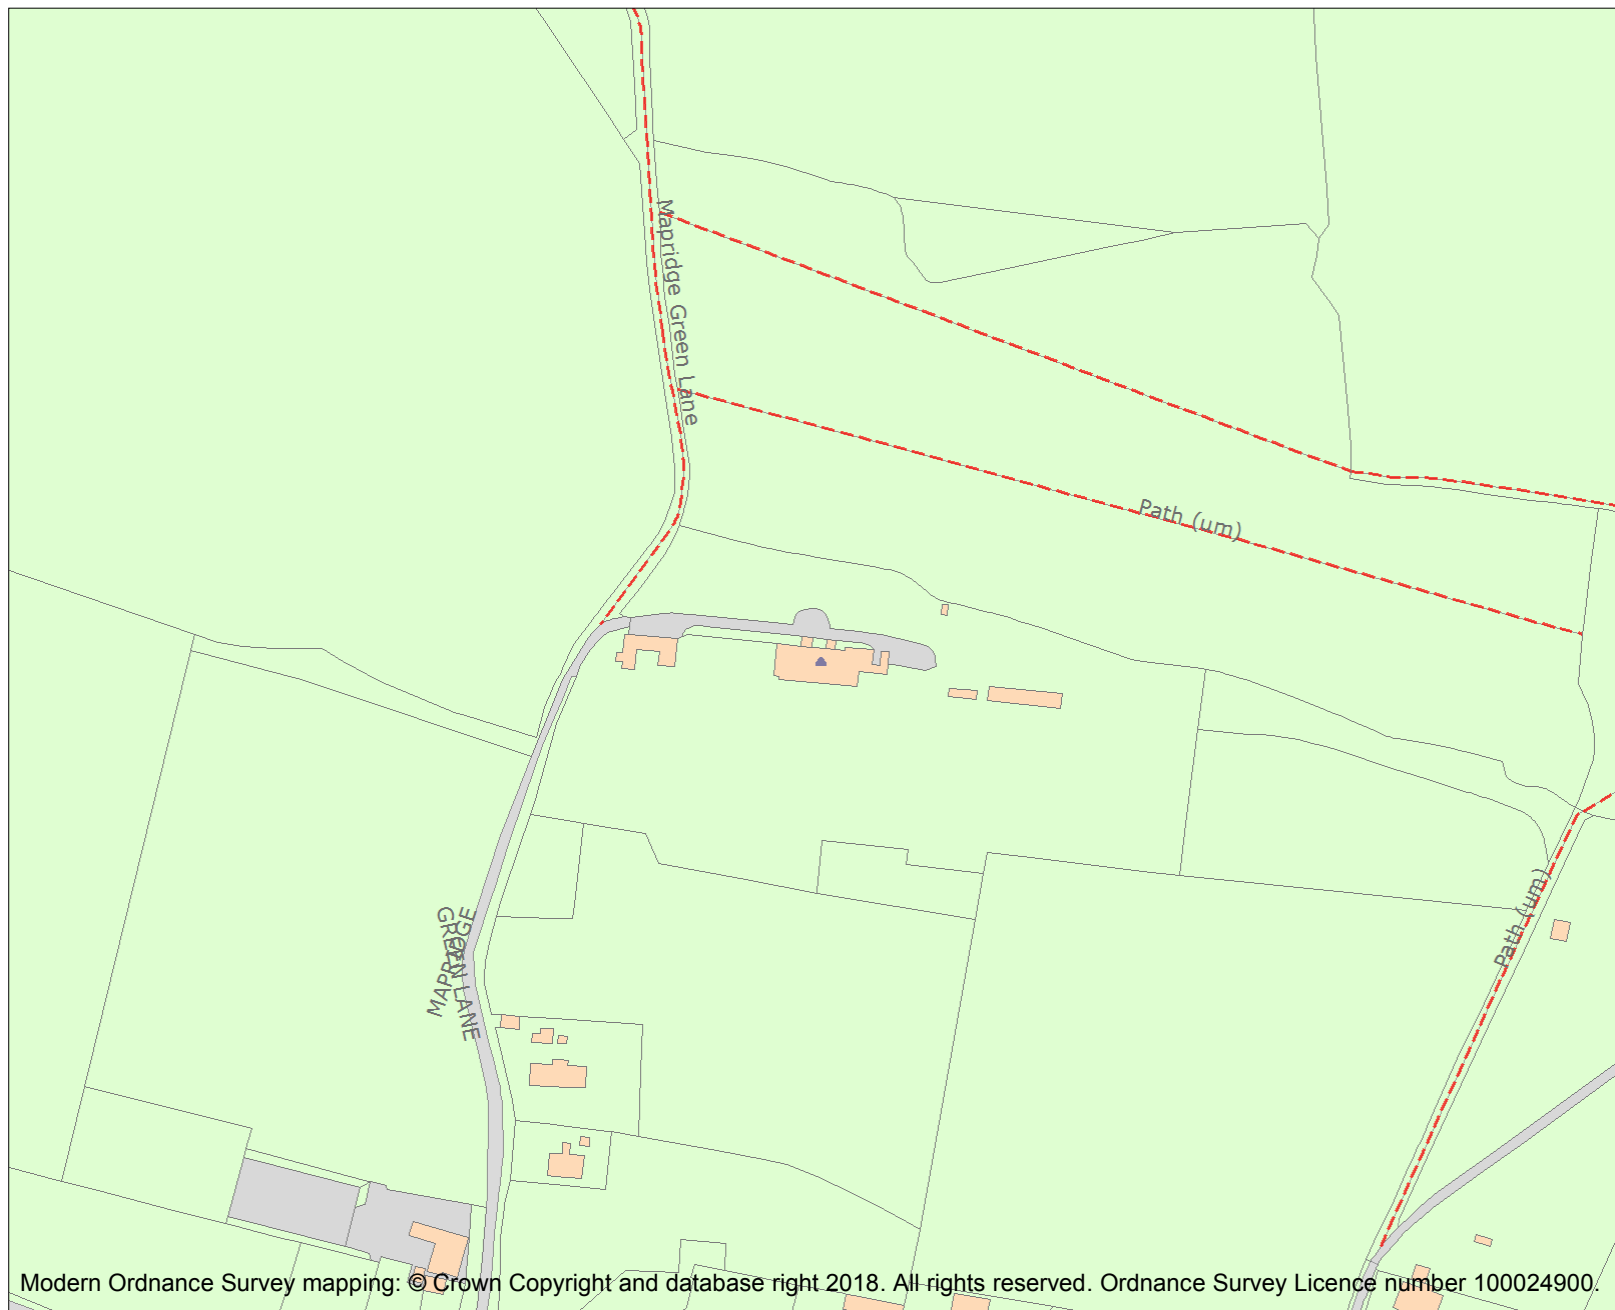 Mapridge Green Lane
Path (um)
Path (um)
MAPRIDGE
GREEN LANE
Modern Ordnance Survey mapping: © Crown Copyright and database right 2018. All rights reserved. Ordnance Survey Licence number 100024900.